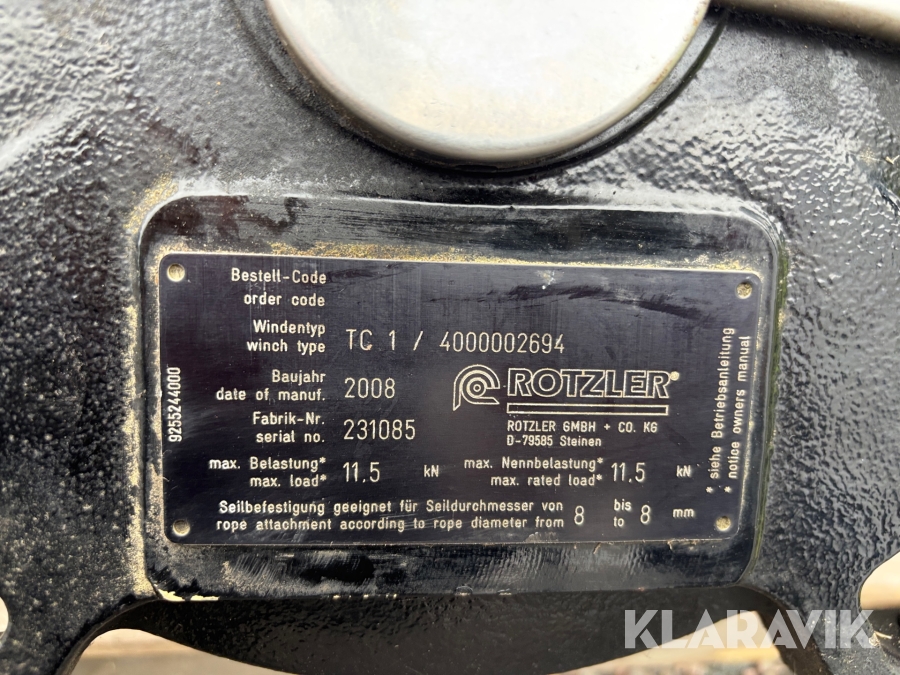 Bestell-Code
order code
Windentyp
winch type TC 1 / 4000002694
Baujahr
date of manuf. 2008
ROTZLER®
Fabrik-Nr.
serial no. 231085
ROTZLER GMBH + CO. KG
D-79585 Steinen
max. Belastung*
max. load* 11.5 kN
max. Nennbelastung*
max. rated load* 11.5 kN
Seilbefestigung geeignet für Seildurchmesser von
rope attachment according to rope diameter from 8 bis
to 8 mm
9255244000
* siehe Betriebsanleitung
* notice owners manual
KLARAVIK